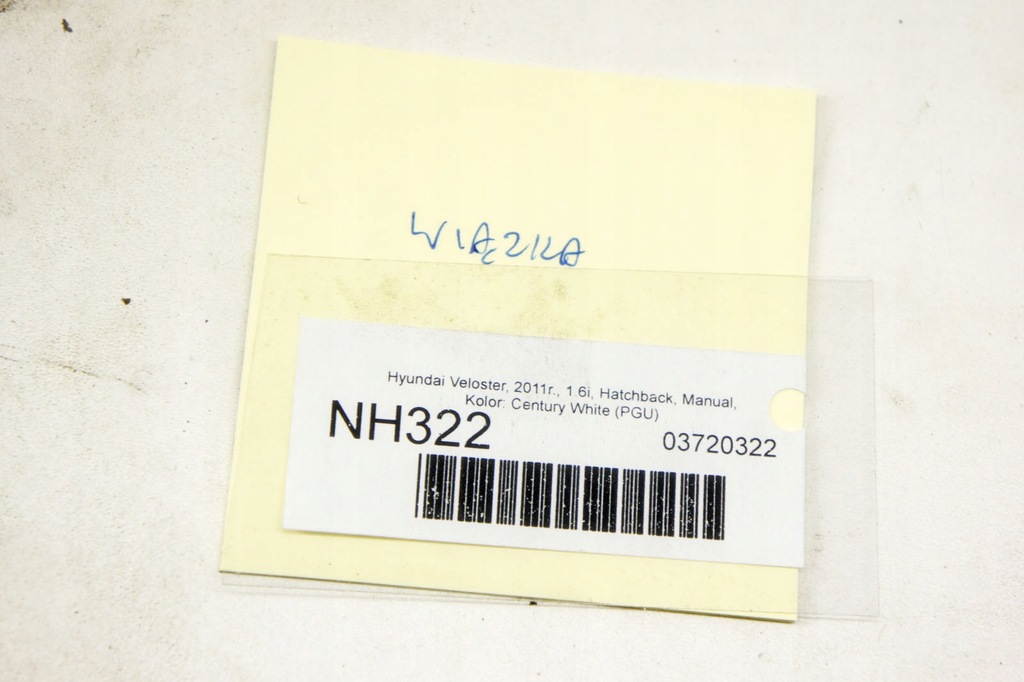 WIĄZKA
Hyundai Veloster, 2011r., 1.6i, Hatchback, Manual,
Kolor: Century White (PGU)
NH322
03720322